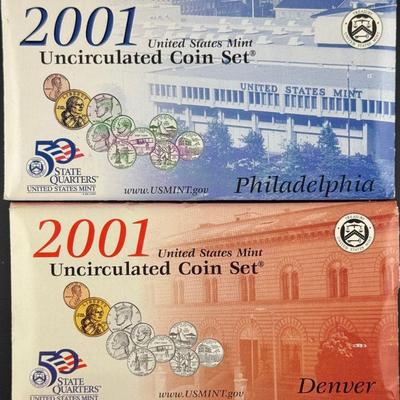 2001 United States Mint
Uncirculated Coin Set®
UNITED STATES MINT
50
STATE
QUARTERS
UNITED STATES MINT
www.USMINT.gov
Philadelphia
2001 United States Mint
Uncirculated Coin Set®
50
STATE
QUARTERS
UNITED STATES MINT
www.USMINT.gov
Denver